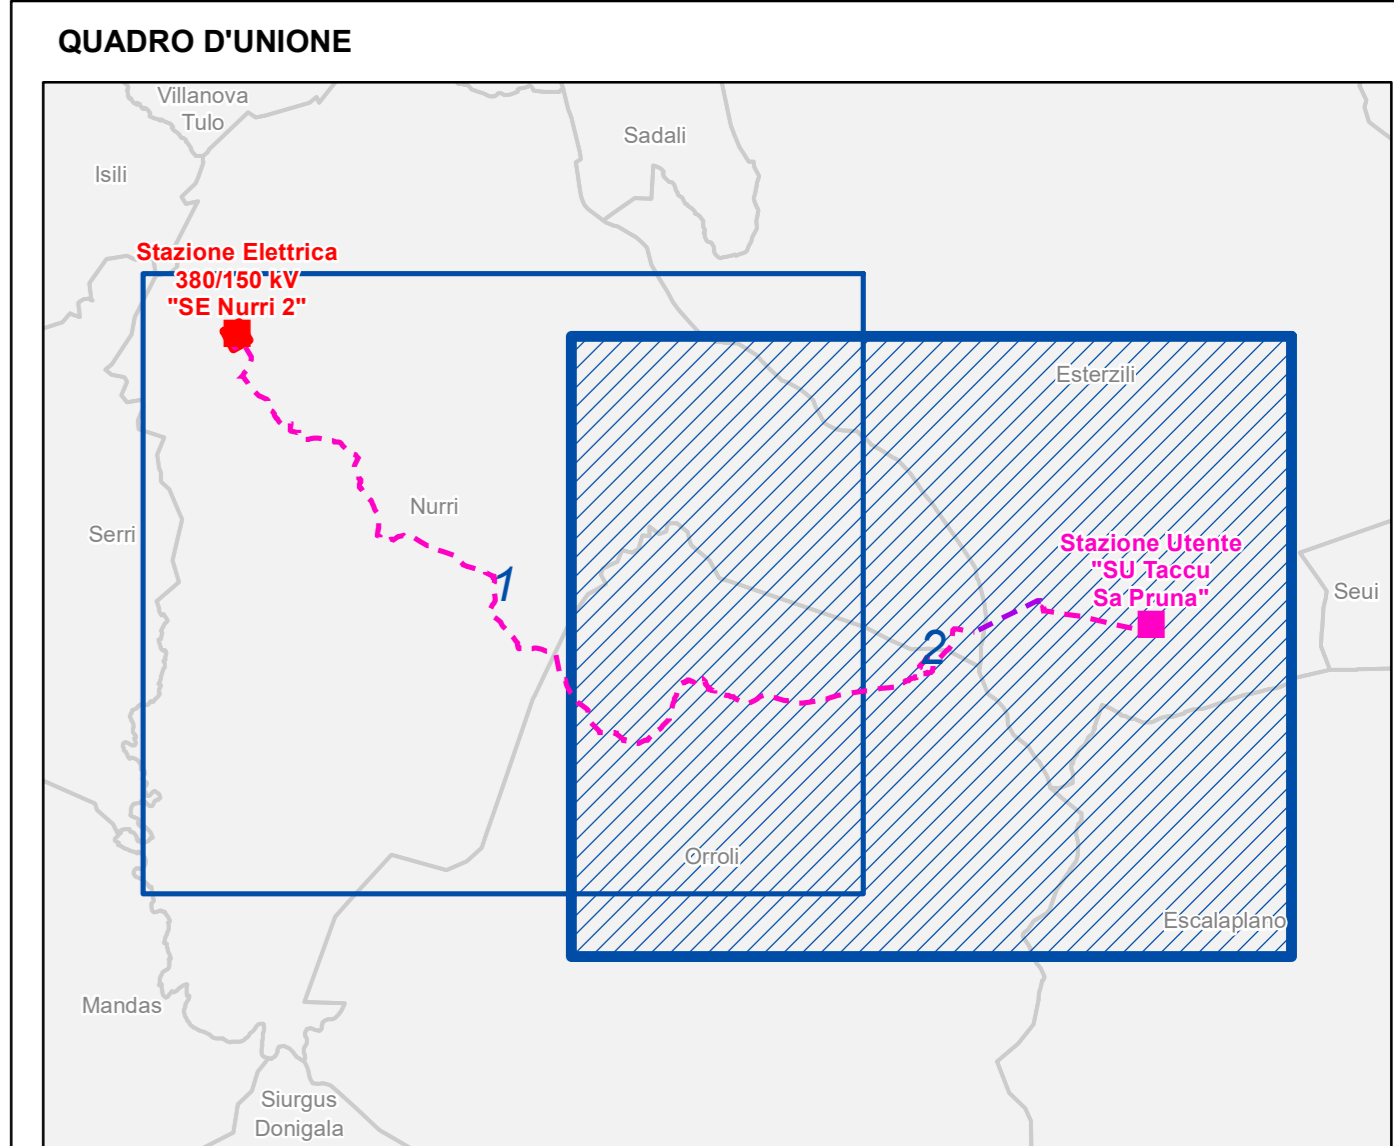 QUADRO D'UNIONE
Villanova
Tulo
Sadali
Isili
Stazione Elettrica
380/150 kV
"SE Nurri 2"
Esterzili
Nurri
Serri
Stazione Utente
"SU Taccu
Sa Pruna"
Seui
1
2
Orroli
Escalaplano
Mandas
Siurgus
Donigala